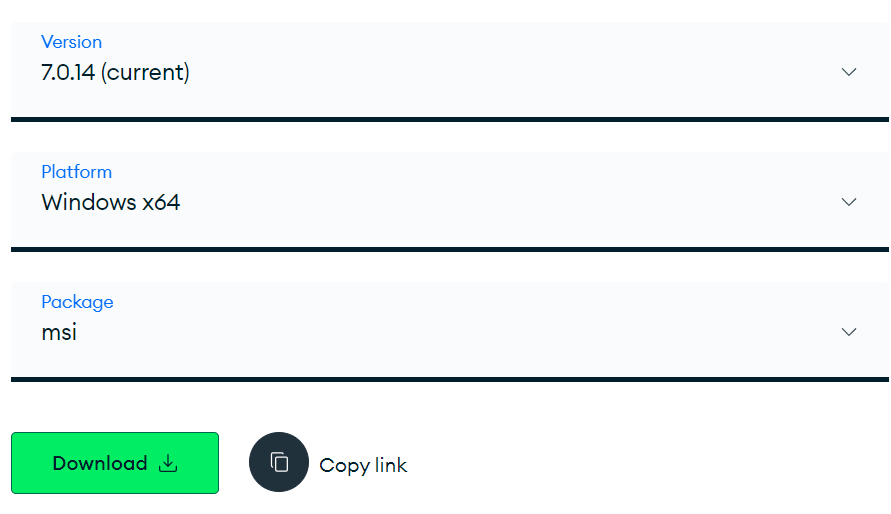 Version
7.0.14 (current)
Platform
Windows x64
Package
msi
Download
Copy link